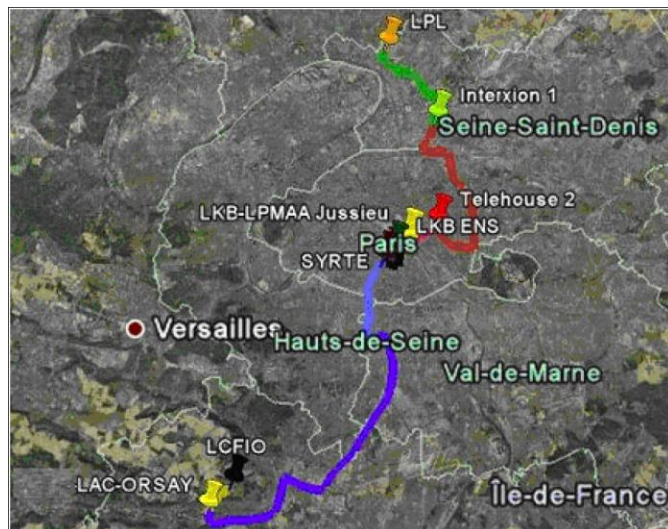 LPL
Interxion 1
Seine-Saint-Denis
Telehouse 2
LKB-LPMAA Jussieu
LKB ENS
Paris
SYRTE
Versailles
Hauts-de-Seine
Val-de-Marne
LCFIO
LAC-ORSAY
Île-de-France